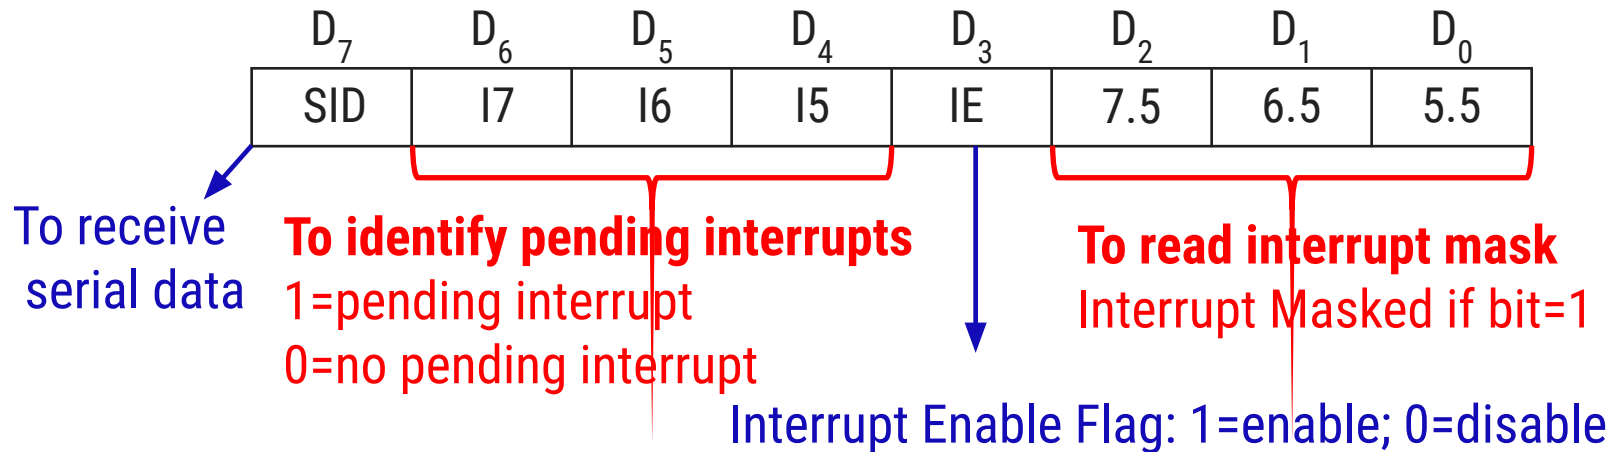 D7 D6 D5 D4 D3 D2 D1 D0
SID I7 I6 I5 IE 7.5 6.5 5.5
To receive
serial data
To identify pending interrupts
1=pending interrupt
0=no pending interrupt
To read interrupt mask
Interrupt Masked if bit=1
Interrupt Enable Flag: 1=enable; 0=disable